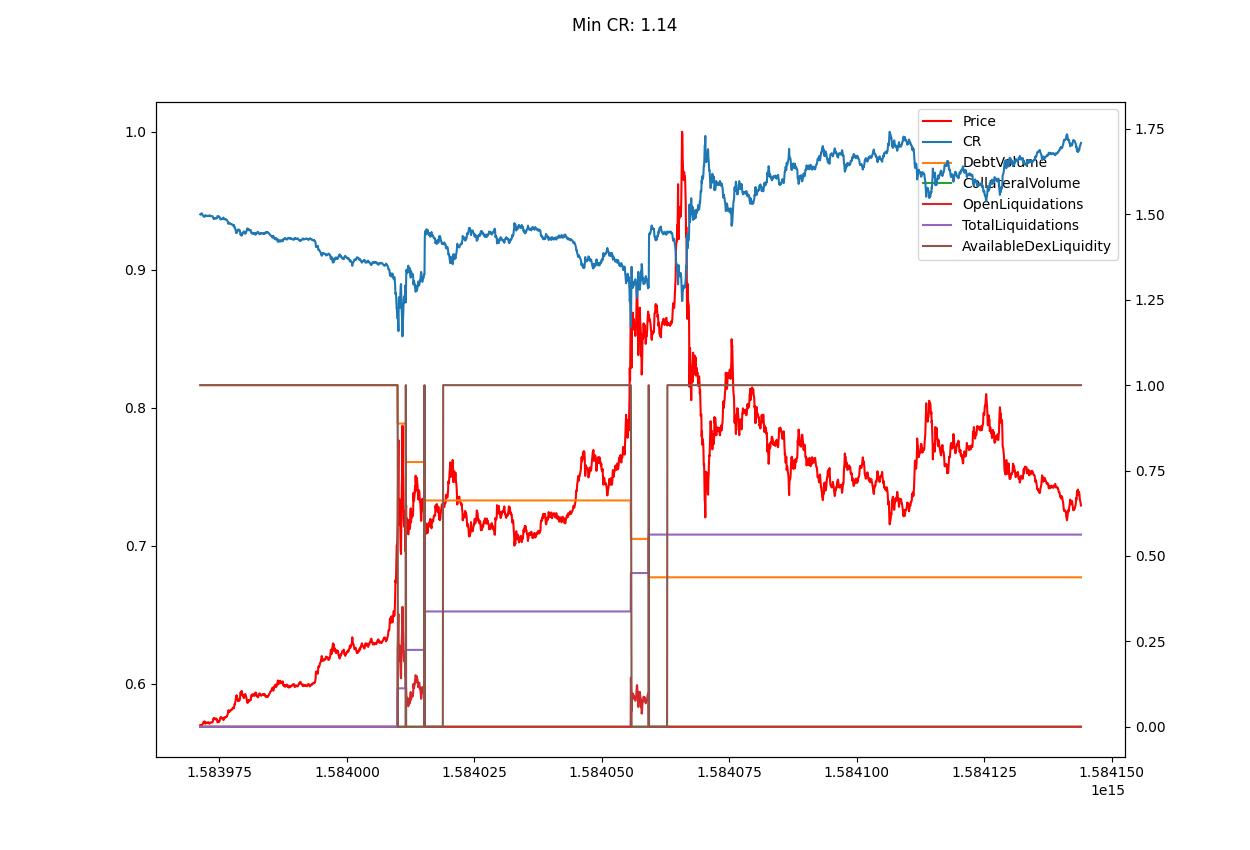 Min CR: 1.14
1.0
0.9
0.8
0.7
0.6
1.75
1.50
1.25
1.00
0.75
0.50
0.25
0.00
Price
CR
DebtVolume
CollateralVolume
OpenLiquidations
TotalLiquidations
AvailableDexLiquidity
1.583975 1.584000 1.584025 1.584050 1.584075 1.584100 1.584125 1.584150
1e15